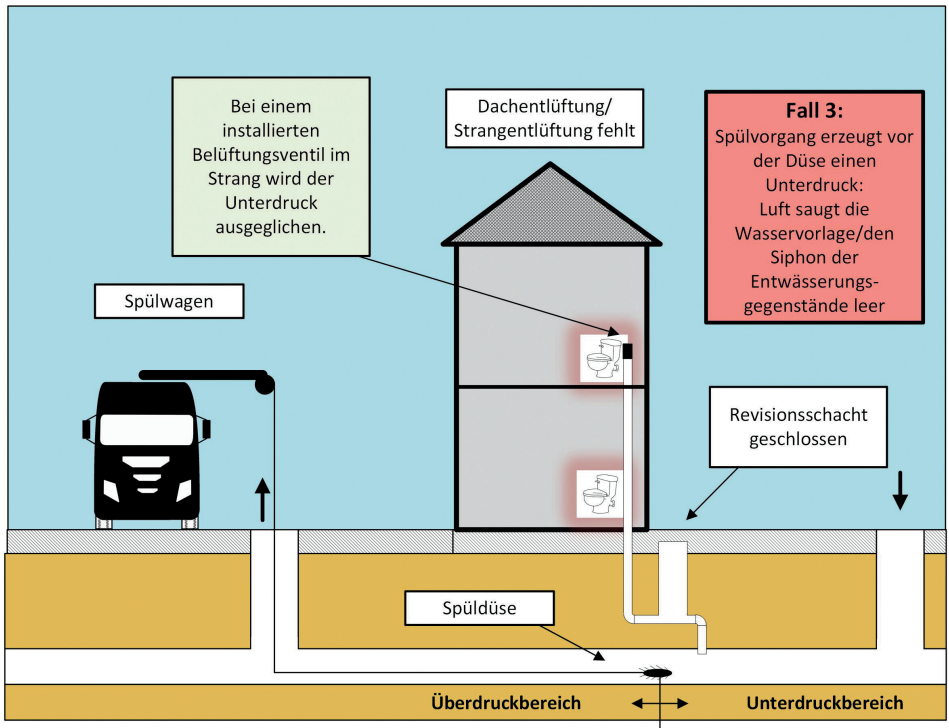 Bei einem
installierten
Belüftungsventil im
Strang wird der
Unterdruck
ausgeglichen.
Dachentlüftung/
Strangentlüftung fehlt
Fall 3:
Spülvorgang erzeugt vor
der Düse einen
Unterdruck:
Luft saugt die
Wasservorlage/den
Siphon der
Entwässerungs-
gegenstände leer
Spülwagen
Revisionsschacht
geschlossen
Spüldüse
Überdruckbereich
Unterdruckbereich